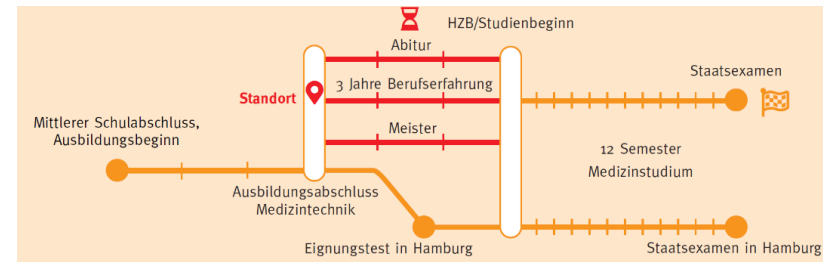 HZB/Studienbeginn
Abitur
Staatsexamen
3 Jahre Berufserfahrung
Standort
Mittlerer Schulabschluss,
Ausbildungsbeginn
Meister
12 Semester
Medizinstudium
Ausbildungsabschluss
Medizintechnik
Eignungstest in Hamburg
Staatsexamen in Hamburg